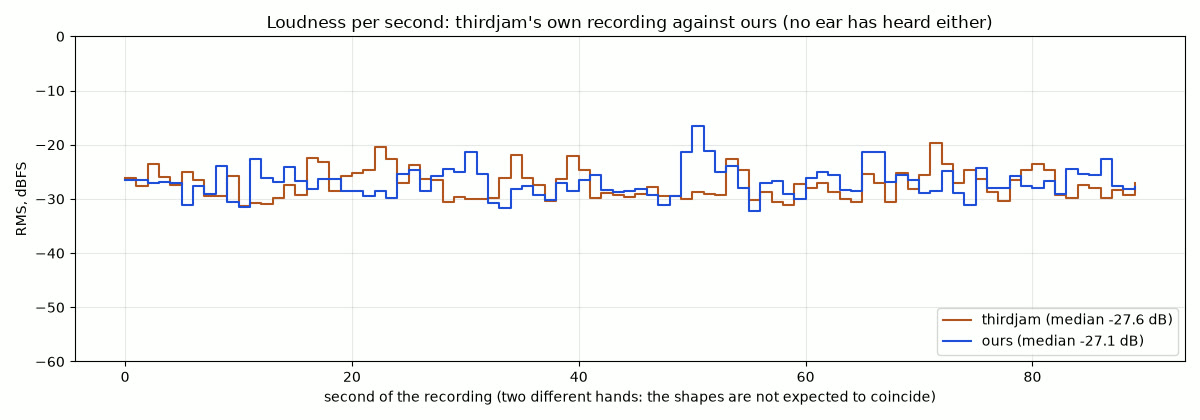 Loudness per second: thirdjam's own recording against ours (no ear has heard either)
0
−10
−20
−30
−40
−50
−60
RMS, dBFS
thirdjam (median -27.6 dB)
ours (median -27.1 dB)
0 20 40 60 80
second of the recording (two different hands: the shapes are not expected to coincide)